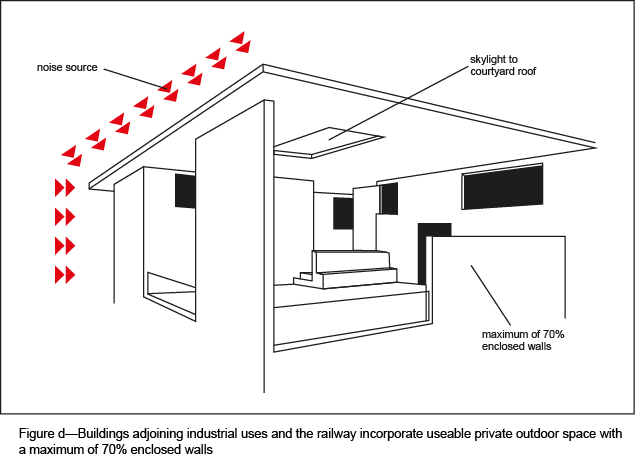 noise source
skylight to
courtyard roof
maximum of 70%
enclosed walls
Figure d—Buildings adjoining industrial uses and the railway incorporate useable private outdoor space with
a maximum of 70% enclosed walls